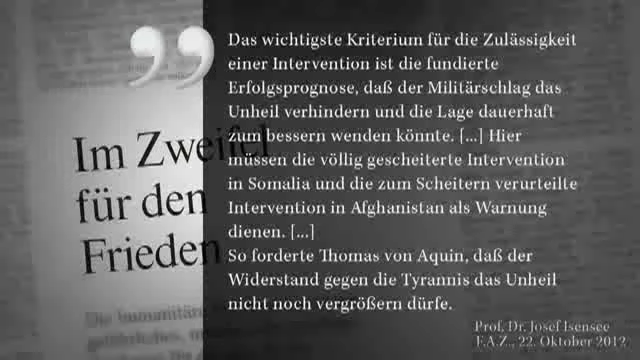 Im Zweifel
für den
Frieden
Das wichtigste Kriterium für die Zulässigkeit
einer Intervention ist die fundierte
Erfolgsprognose, daß der Militärschlag das
Unheil verhindern und die Lage dauerhaft
zum bessern wenden könnte. [...] Hier
müssen die völlig gescheiterte Intervention
in Somalia und die zum Scheitern verurteilte
Intervention in Afghanistan als Warnung
dienen. [...]
So forderte Thomas von Aquin, daß der
Widerstand gegen die Tyrannis das Unheil
nicht noch vergrößern dürfe.
Prof. Dr. Josef Isensee
F.A.Z., 22. Oktober 2012